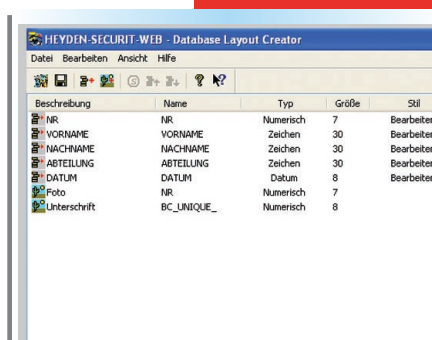 HEYDEN-SECURIT-WEB - Database Layout Creator
Datei Bearbeiten Ansicht Hilfe
Beschreibung Name Typ Größe Stil
NR NR Numerisch 7 Bearbeiten
VORNAME VORNAME Zeichen 30 Bearbeiten
NACHNAME NACHNAME Zeichen 30 Bearbeiten
ABTEILUNG ABTEILUNG Zeichen 30 Bearbeiten
DATUM DATUM Datum 8 Bearbeiten
Foto NR Numerisch 7
Unterschrift BC_UNIQUE_ Numerisch 8